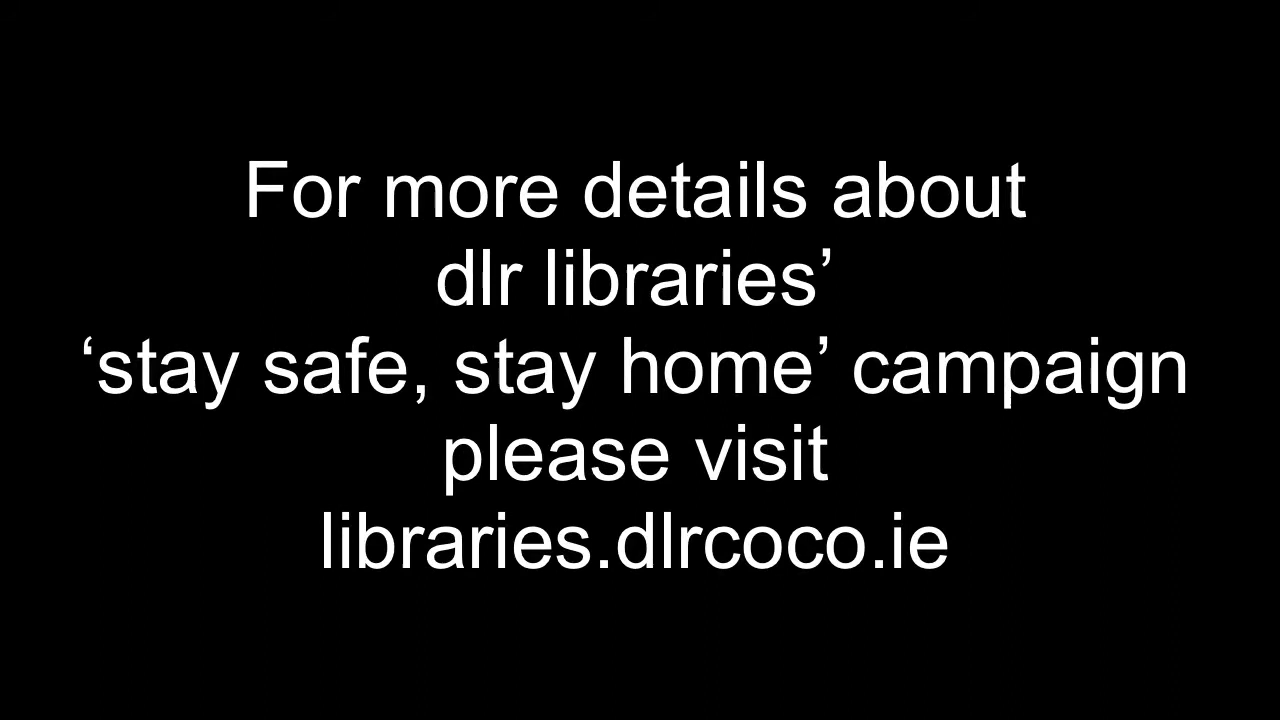 For more details about
dlr libraries’
‘stay safe, stay home’ campaign
please visit
libraries.dlrcoco.ie